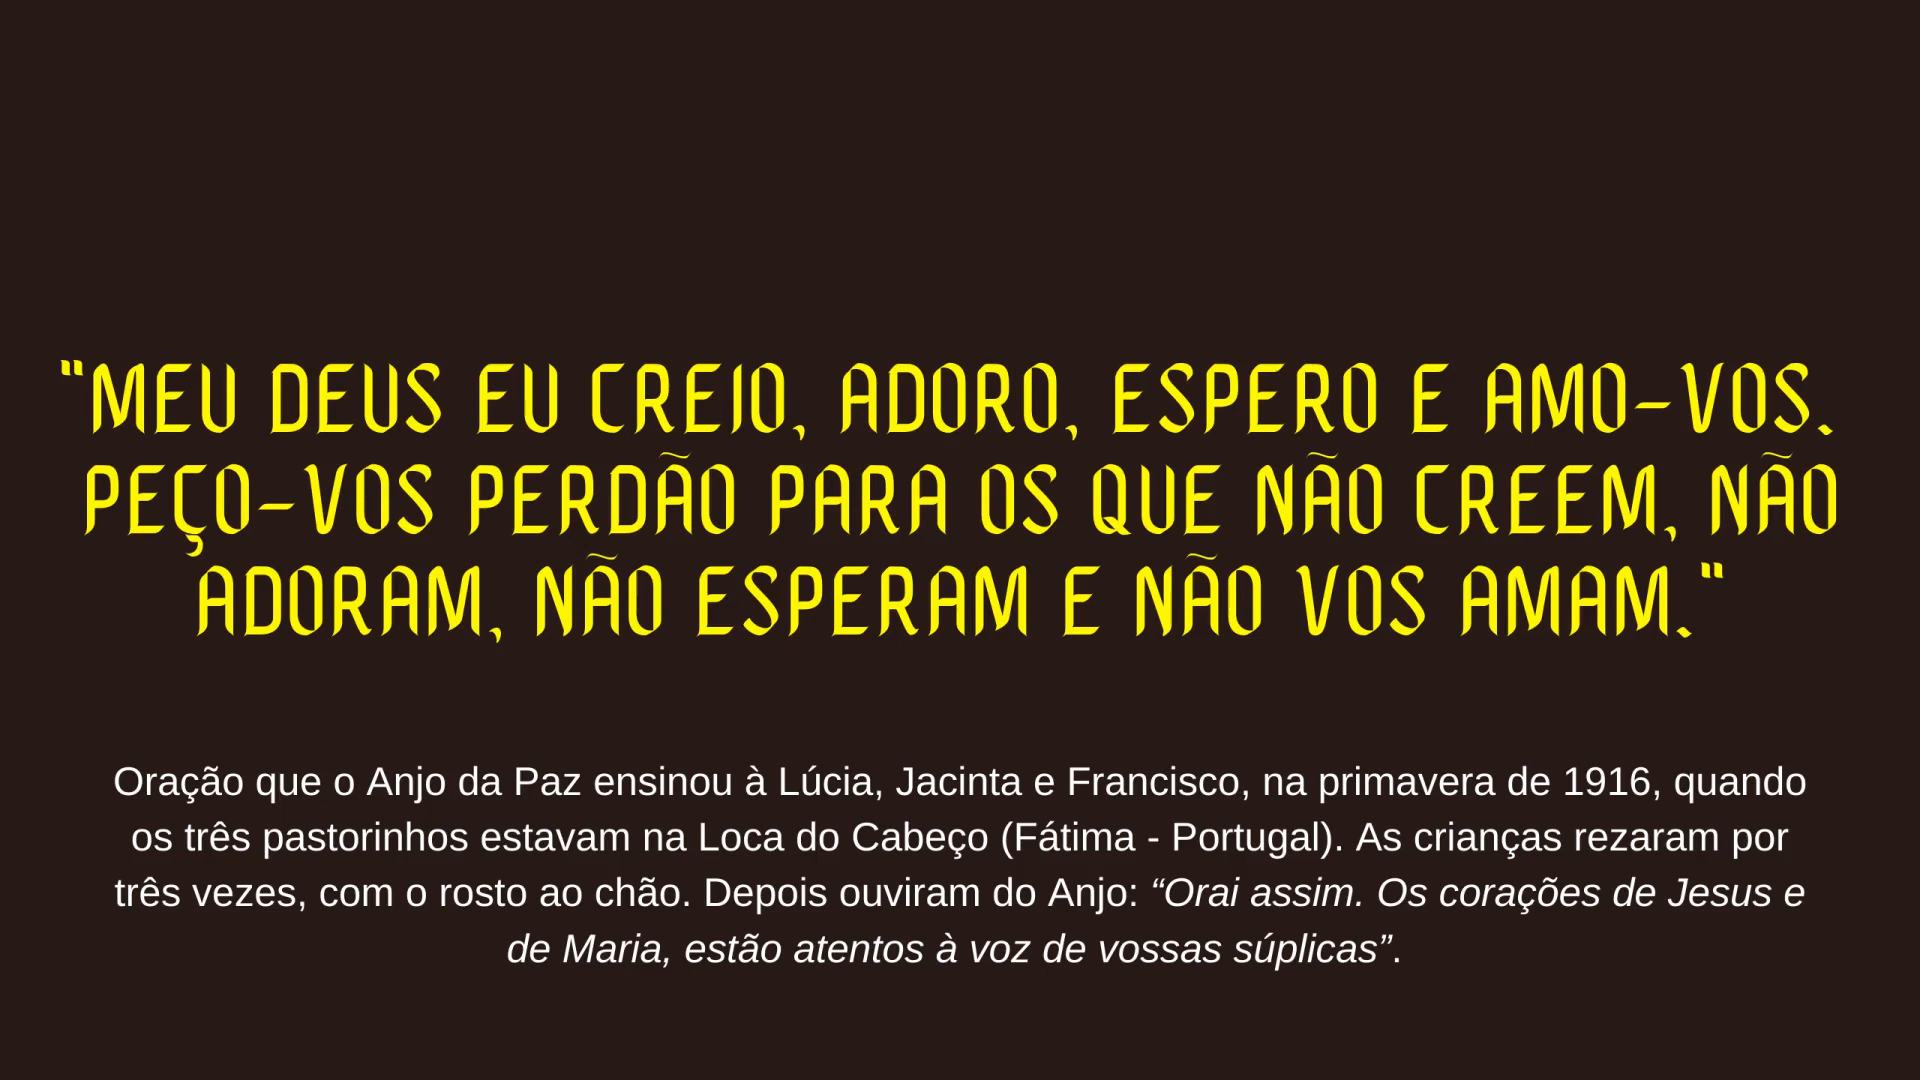 "MEU DEUS EU CREIO, ADORO, ESPERO E AMO-VOS.
PEÇO-VOS PERDÃO PARA OS QUE NÃO CREEM, NÃO
ADORAM, NÃO ESPERAM E NÃO VOS AMAM."
Oração que o Anjo da Paz ensinou à Lúcia, Jacinta e Francisco, na primavera de 1916, quando
os três pastorinhos estavam na Loca do Cabeço (Fátima - Portugal). As crianças rezaram por
três vezes, com o rosto ao chão. Depois ouviram do Anjo: “Orai assim. Os corações de Jesus e
de Maria, estão atentos à voz de vossas súplicas”.